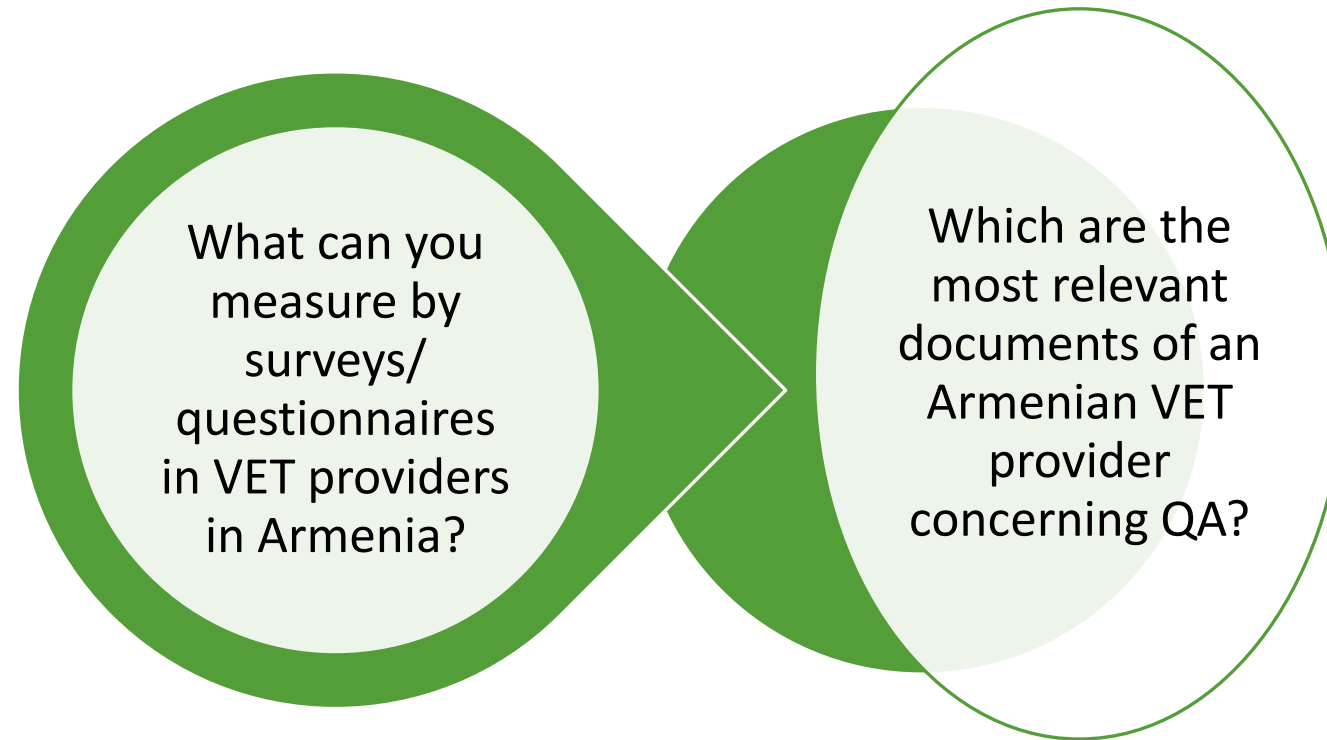 What can you
measure by
surveys/
questionnaires
in VET providers
in Armenia?
Which are the
most relevant
documents of an
Armenian VET
provider
concerning QA?